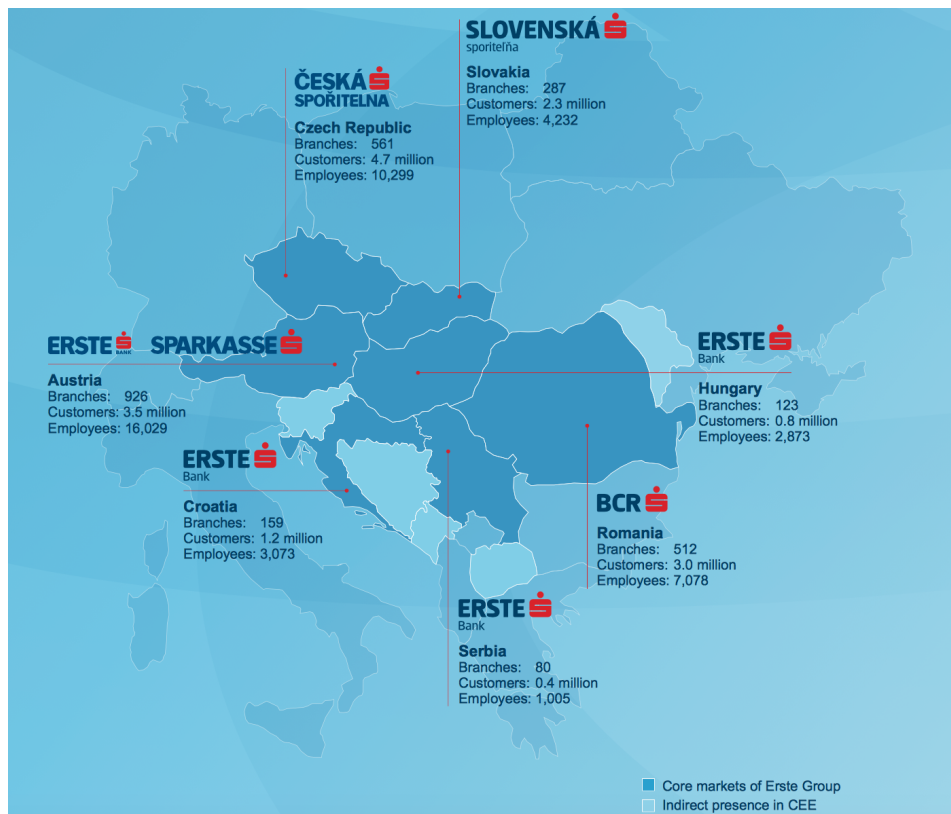 SLOVENSKÁ
sporiteľňa
Slovakia
Branches: 287
Customers: 2.3 million
Employees: 4,232
ČESKÁ
SPOŘITELNA
Czech Republic
Branches: 561
Customers: 4.7 million
Employees: 10,299
ERSTE BANK SPARKASSE
Austria
Branches: 926
Customers: 3.5 million
Employees: 16,029
ERSTE
Bank
Hungary
Branches: 123
Customers: 0.8 million
Employees: 2,873
ERSTE
Bank
Croatia
Branches: 159
Customers: 1.2 million
Employees: 3,073
BCR
Romania
Branches: 512
Customers: 3.0 million
Employees: 7,078
ERSTE
Bank
Serbia
Branches: 80
Customers: 0.4 million
Employees: 1,005
Core markets of Erste Group
Indirect presence in CEE